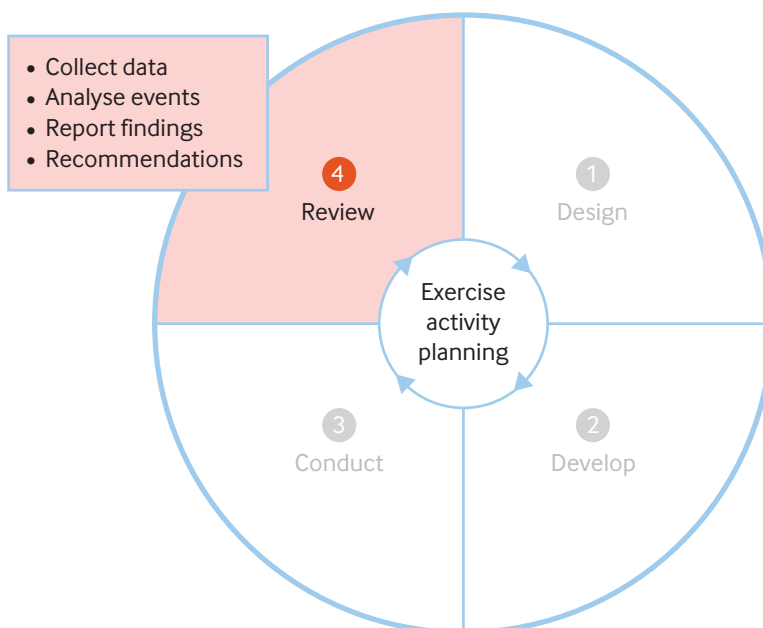 • Collect data
• Analyse events
• Report findings
• Recommendations
4
Review
1
Design
Exercise
activity
planning
3
Conduct
2
Develop